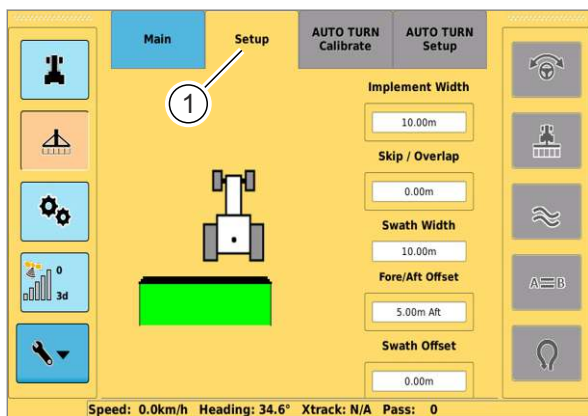 Main
Setup
AUTO TURN
Calibrate
AUTO TURN
Setup
1
Implement Width
10.00m
Skip / Overlap
0.00m
Swath Width
10.00m
Fore/Aft Offset
5.00m Aft
Swath Offset
0.00m
0
3d
A B
Speed: 0.0km/h Heading: 34.6° Xtrack: N/A Pass: 0